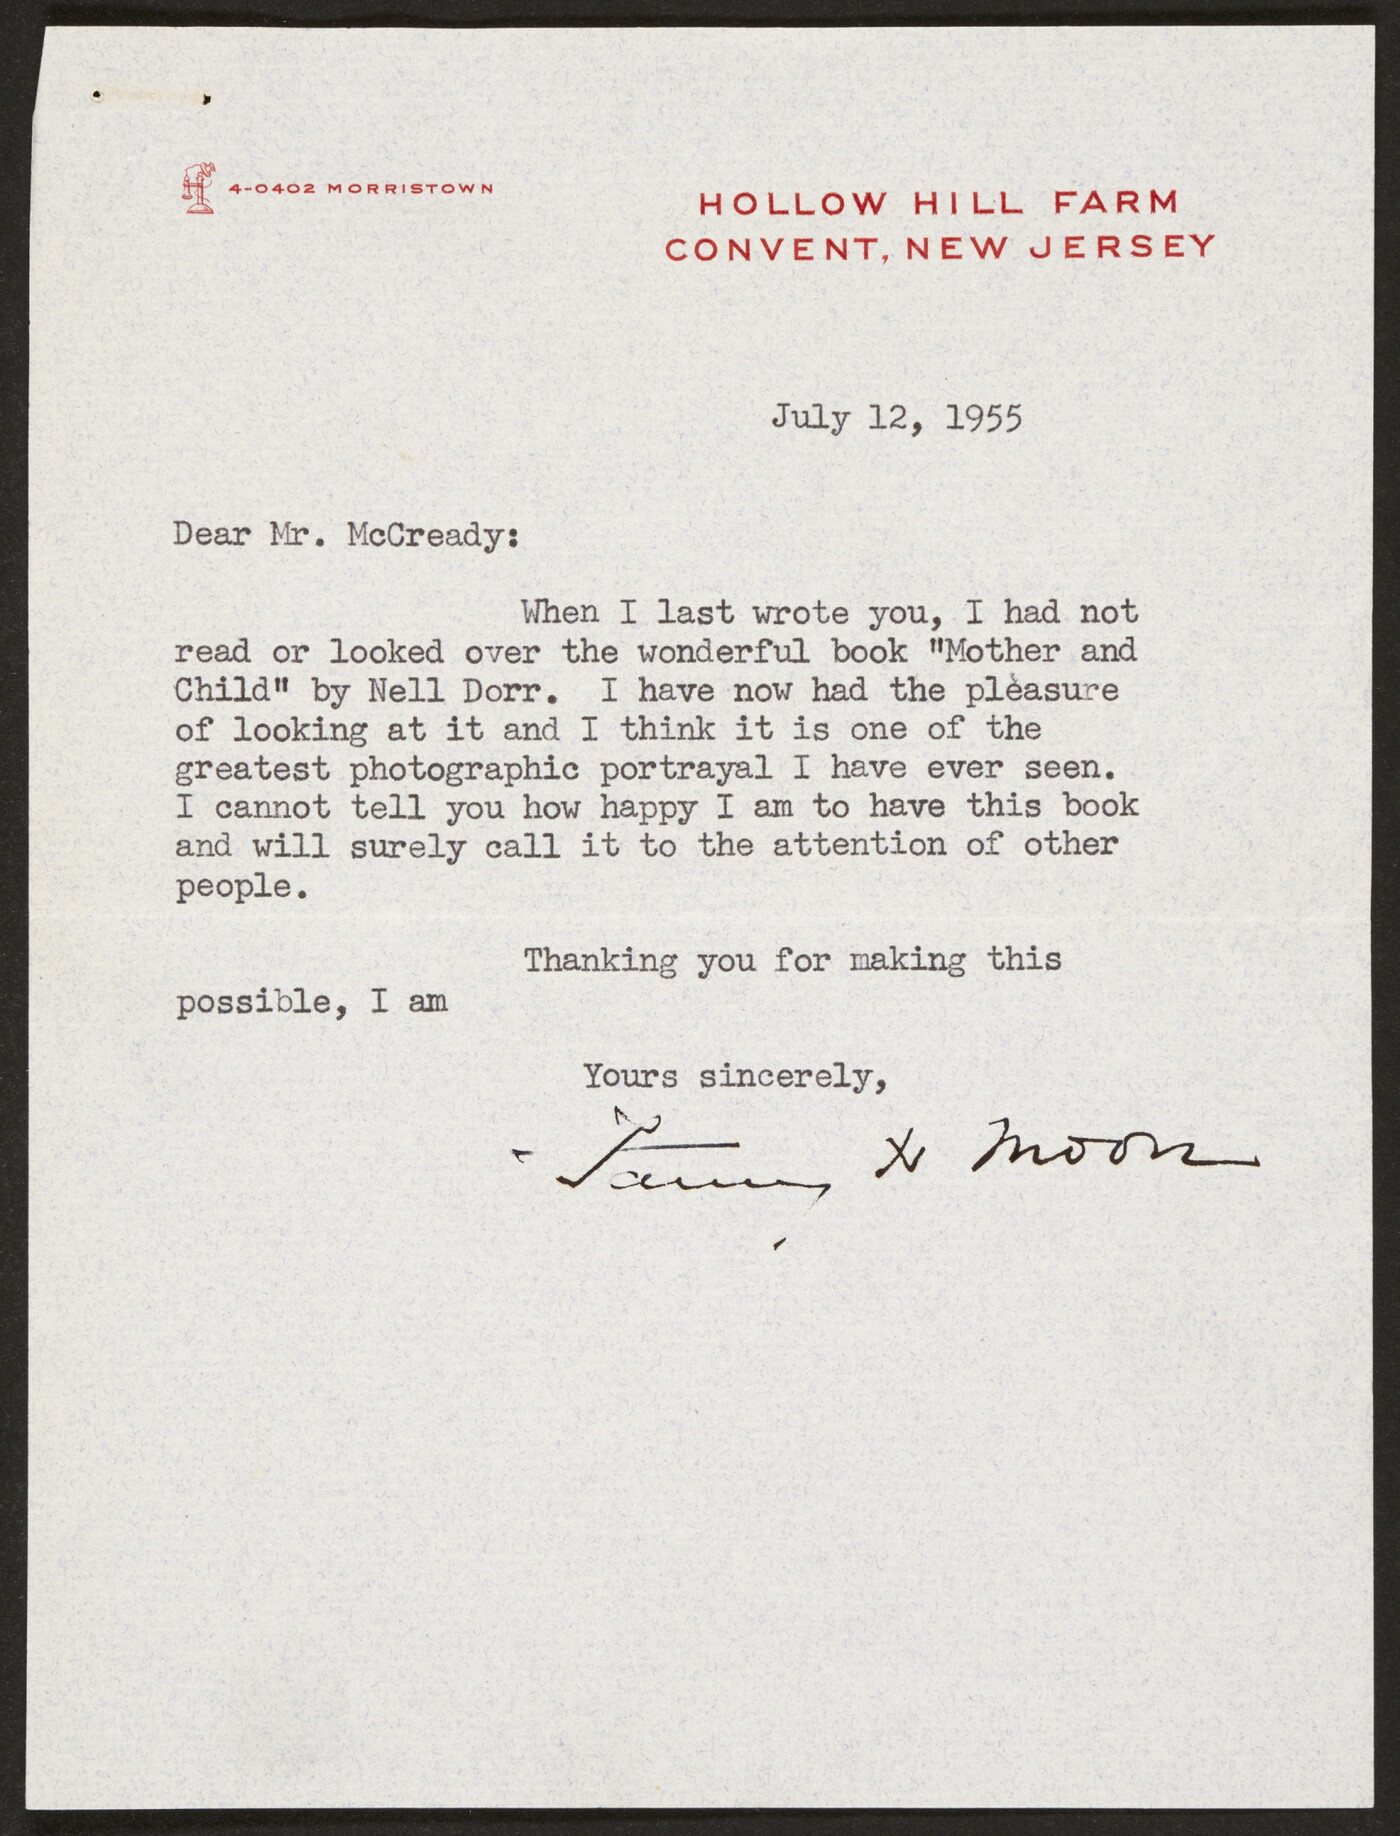 4-0402 MORRISTOWN
HOLLOW HILL FARM
CONVENT, NEW JERSEY
July 12, 1955
Dear Mr. McCready:
When I last wrote you, I had not
read or looked over the wonderful book "Mother and
Child" by Nell Dorr. I have now had the pleasure
of looking at it and I think it is one of the
greatest photographic portrayal I have ever seen.
I cannot tell you how happy I am to have this book
and will surely call it to the attention of other
people.
Thanking you for making this
possible, I am
Yours sincerely,